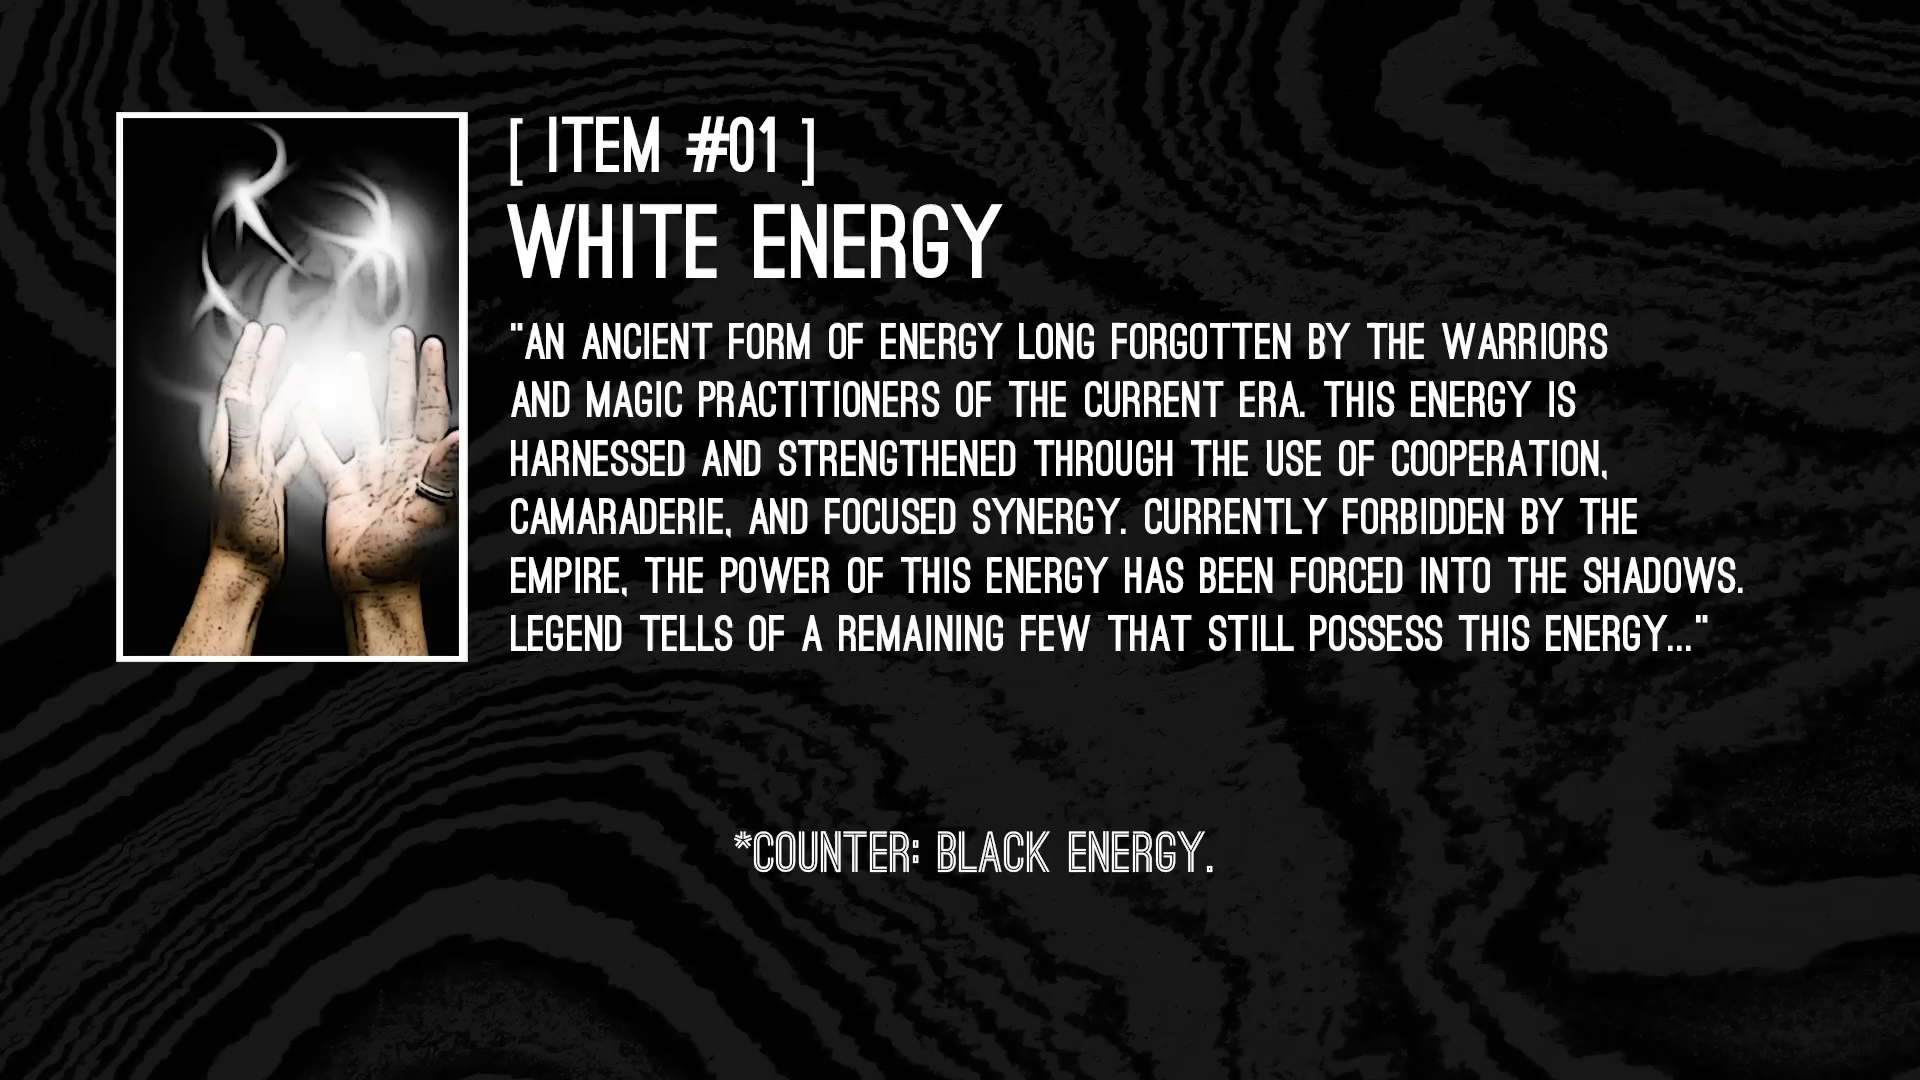 [ ITEM #01 ]
WHITE ENERGY
"AN ANCIENT FORM OF ENERGY LONG FORGOTTEN BY THE WARRIORS
AND MAGIC PRACTITIONERS OF THE CURRENT ERA. THIS ENERGY IS
HARNESSED AND STRENGTHENED THROUGH THE USE OF COOPERATION,
CAMARADERIE, AND FOCUSED SYNERGY. CURRENTLY FORBIDDEN BY THE
EMPIRE, THE POWER OF THIS ENERGY HAS BEEN FORCED INTO THE SHADOWS.
LEGEND TELLS OF A REMAINING FEW THAT STILL POSSESS THIS ENERGY..."
*COUNTER: BLACK ENERGY.